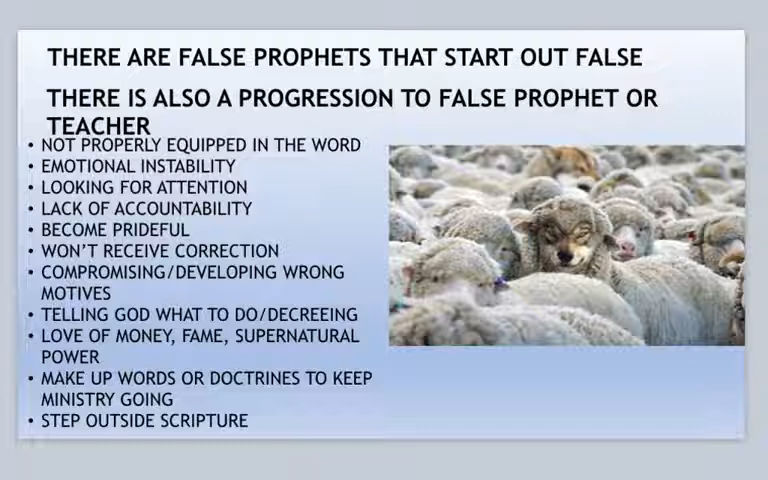 THERE ARE FALSE PROPHETS THAT START OUT FALSE
THERE IS ALSO A PROGRESSION TO FALSE PROPHET OR
TEACHER
• NOT PROPERLY EQUIPPED IN THE WORD
• EMOTIONAL INSTABILITY
• LOOKING FOR ATTENTION
• LACK OF ACCOUNTABILITY
• BECOME PRIDEFUL
• WON’T RECEIVE CORRECTION
• COMPROMISING/DEVELOPING WRONG
MOTIVES
• TELLING GOD WHAT TO DO/DECREEING
• LOVE OF MONEY, FAME, SUPERNATURAL
POWER
• MAKE UP WORDS OR DOCTRINES TO KEEP
MINISTRY GOING
• STEP OUTSIDE SCRIPTURE